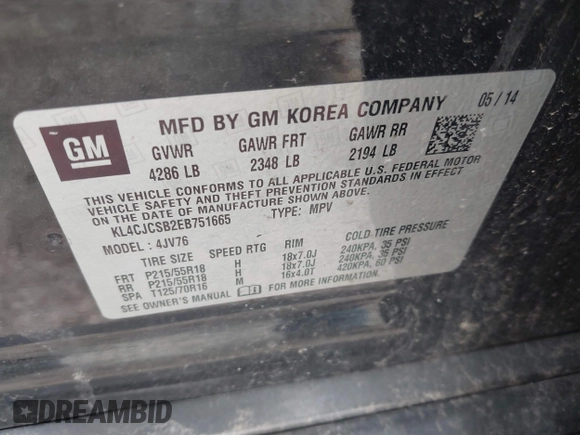 GM
MFD BY GM KOREA COMPANY 05 / 14
GVWR GAWR FRT GAWR RR
4286 LB 2348 LB 2194 LB
THIS VEHICLE CONFORMS TO ALL APPLICABLE U.S. FEDERAL MOTOR
VEHICLE SAFETY AND THEFT PREVENTION STANDARDS IN EFFECT
ON THE DATE OF MANUFACTURE SHOWN ABOVE.
KL4CJCSB2EB751665 TYPE: MPV
MODEL: 4JV76
TIRE SIZE SPEED RTG RIM COLD TIRE PRESSURE
FRT P215/55R18 H 18x7.0J 240KPA, 35 PSI
RR P215/55R18 H 18x7.0J 240KPA, 35 PSI
SPA T125/70R16 M 16x4.0T 420KPA, 60 PSI
SEE OWNER'S MANUAL FOR MORE INFORMATION.
DREAMBID